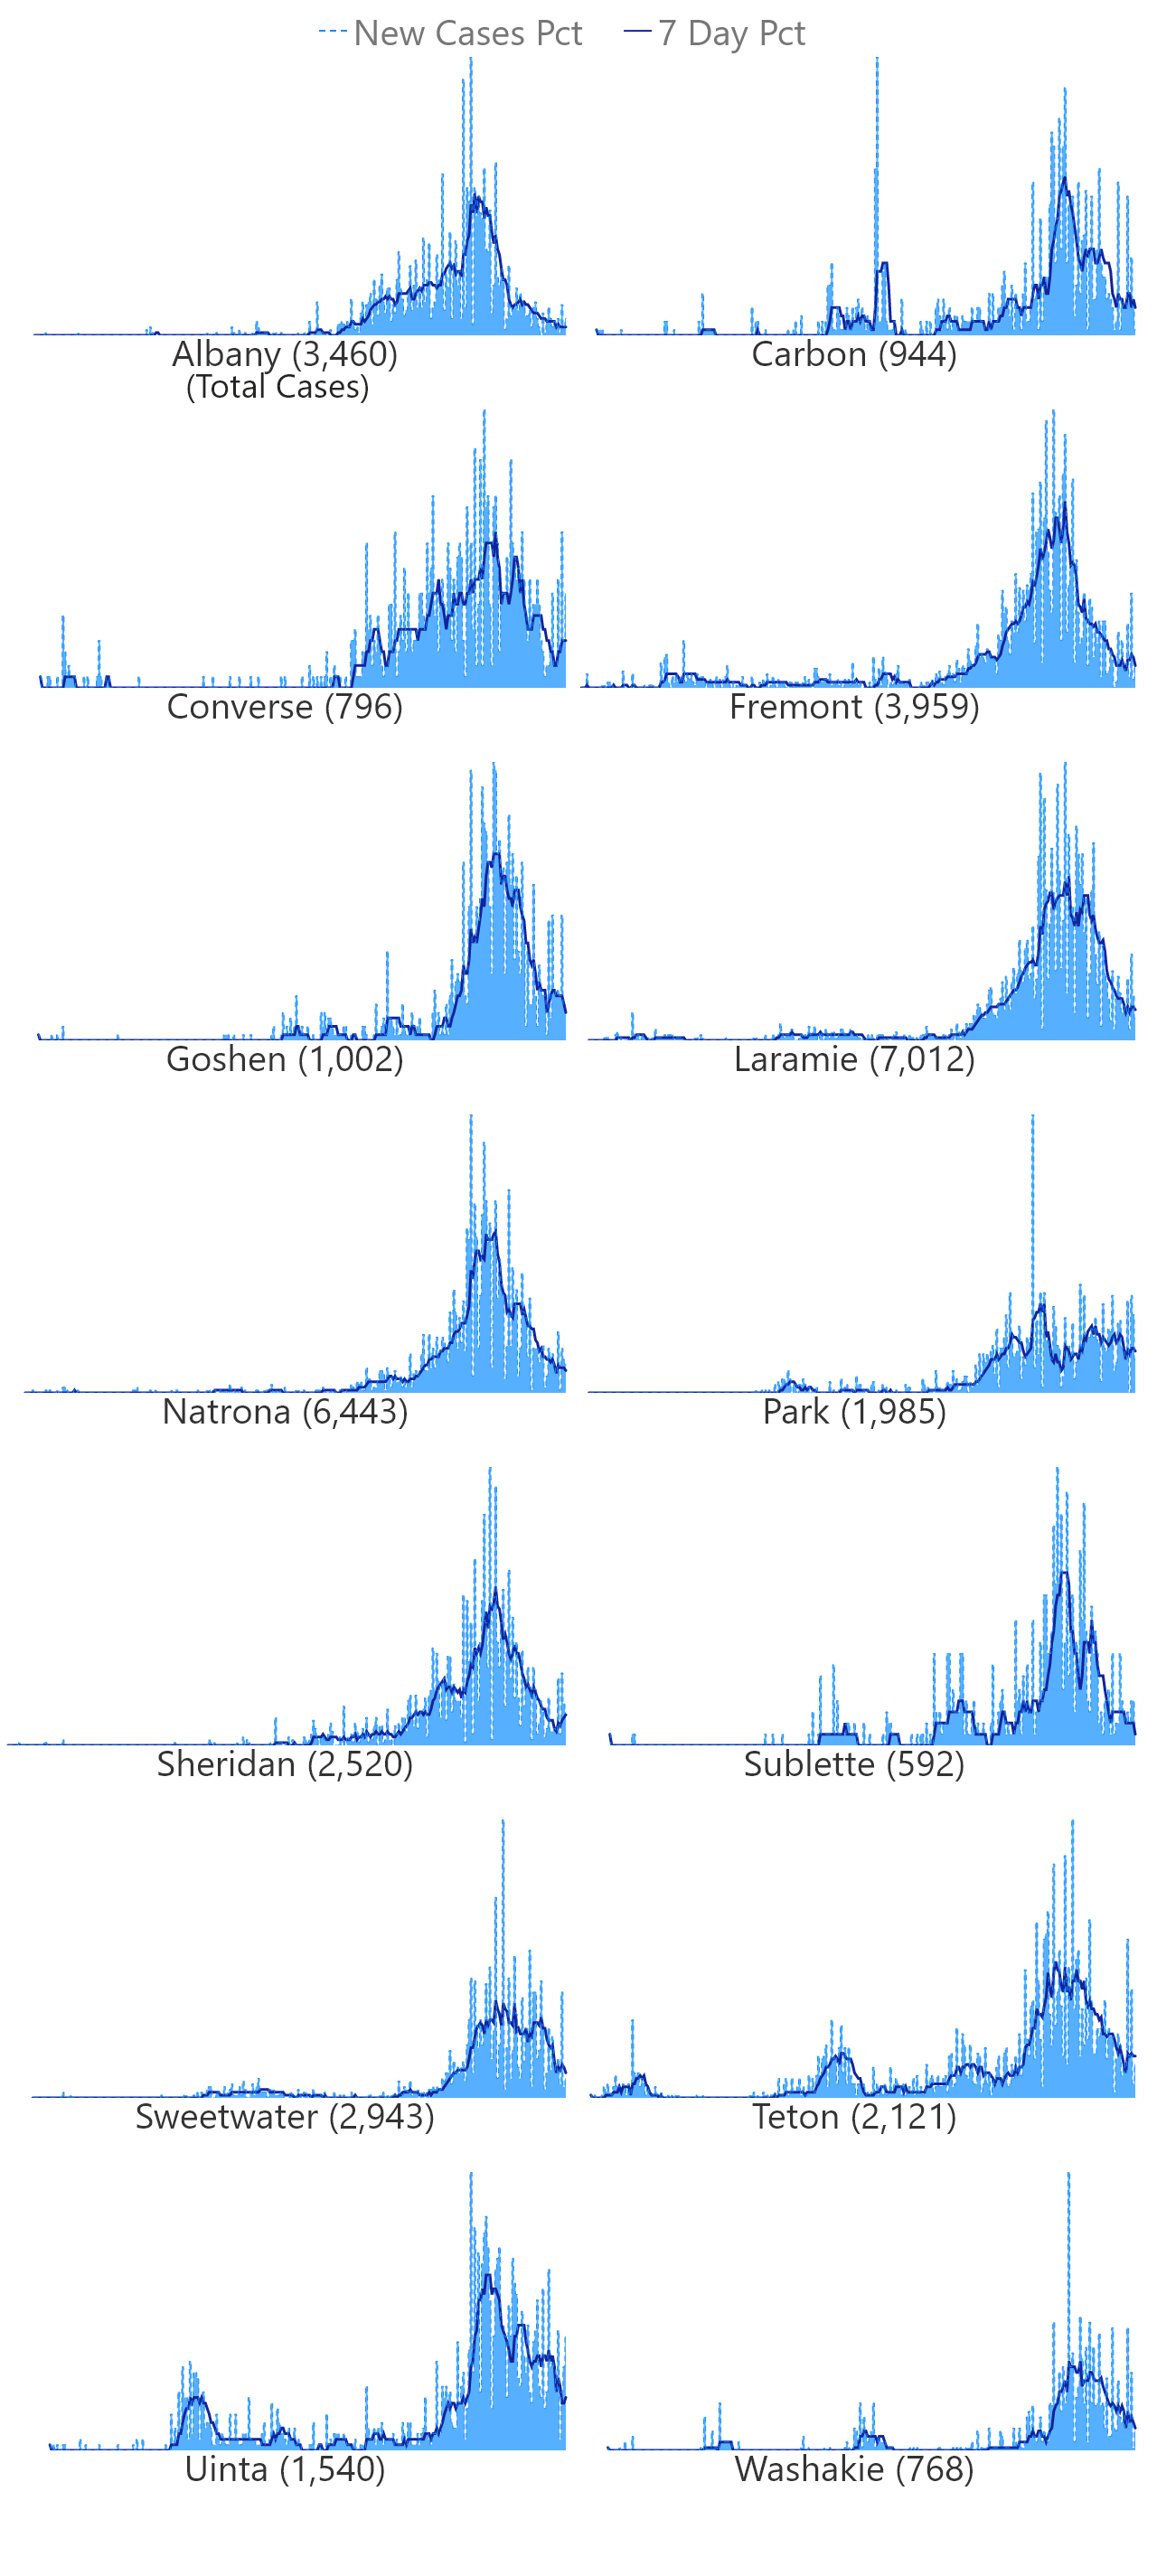 New Cases Pct 7 Day Pct
Albany (3,460) Carbon (944)
(Total Cases)
Converse (796) Fremont (3,959)
Goshen (1,002) Laramie (7,012)
Natrona (6,443) Park (1,985)
Sheridan (2,520) Sublette (592)
Sweetwater (2,943) Teton (2,121)
Uinta (1,540) Washakie (768)